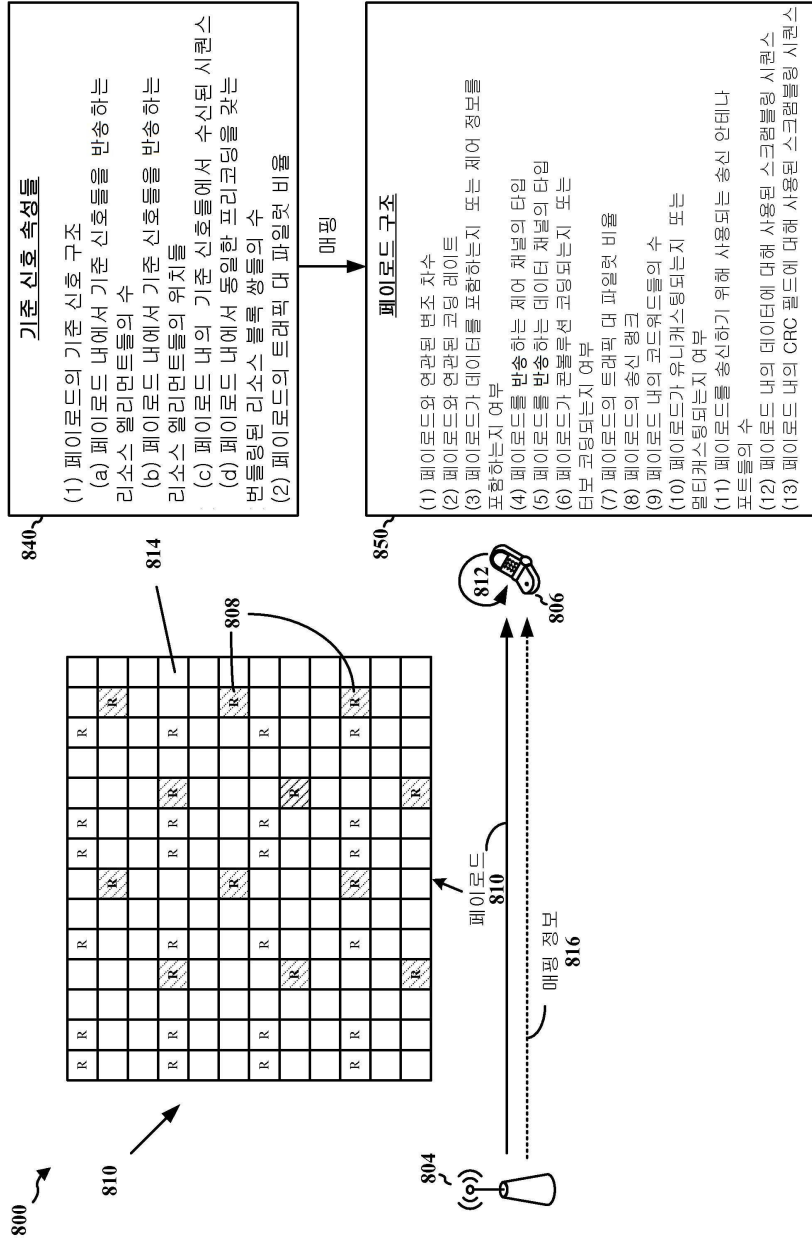 800
810
R R R R R R
R R
R R R R R R R R
R R
R R R R R R
R R
R R R R R R R R
R R
814
808
804
페이로드
810
매핑 정보
816
812
806
840
기준 신호 속성들
(1) 페이로드의 기준 신호 구조
(a) 페이로드 내에서 기준 신호들을 반송하는
리소스 엘리먼트들의 수
(b) 페이로드 내에서 기준 신호들을 반송하는
리소스 엘리먼트들의 위치들
(c) 페이로드 내의 기준 신호들에서 수신된 시퀀스
(d) 페이로드 내에서 동일한 프리코딩을 갖는
번들링된 리소스 블록 쌍들의 수
(2) 페이로드의 트래픽 대 파일럿 비율
매핑
850
페이로드 구조
(1) 페이로드와 연관된 변조 차수
(2) 페이로드와 연관된 코딩 레이트
(3) 페이로드가 데이터를 포함하는지 또는 제어 정보를
포함하는지 여부
(4) 페이로드를 반송하는 제어 채널의 타입
(5) 페이로드를 반송하는 데이터 채널의 타입
(6) 페이로드가 콘볼루션 코딩되는지 또는
터보 코딩되는지 여부
(7) 페이로드의 트래픽 대 파일럿 비율
(8) 페이로드의 송신 랭크
(9) 페이로드 내의 코드워드들의 수
(10) 페이로드가 유니캐스팅되는지 또는
멀티캐스팅되는지 여부
(11) 페이로드를 송신하기 위해 사용되는 송신 안테나
포트들의 수
(12) 페이로드 내의 데이터에 대해 사용된 스크램블링 시퀀스
(13) 페이로드 내의 CRC 필드에 대해 사용된 스크램블링 시퀀스